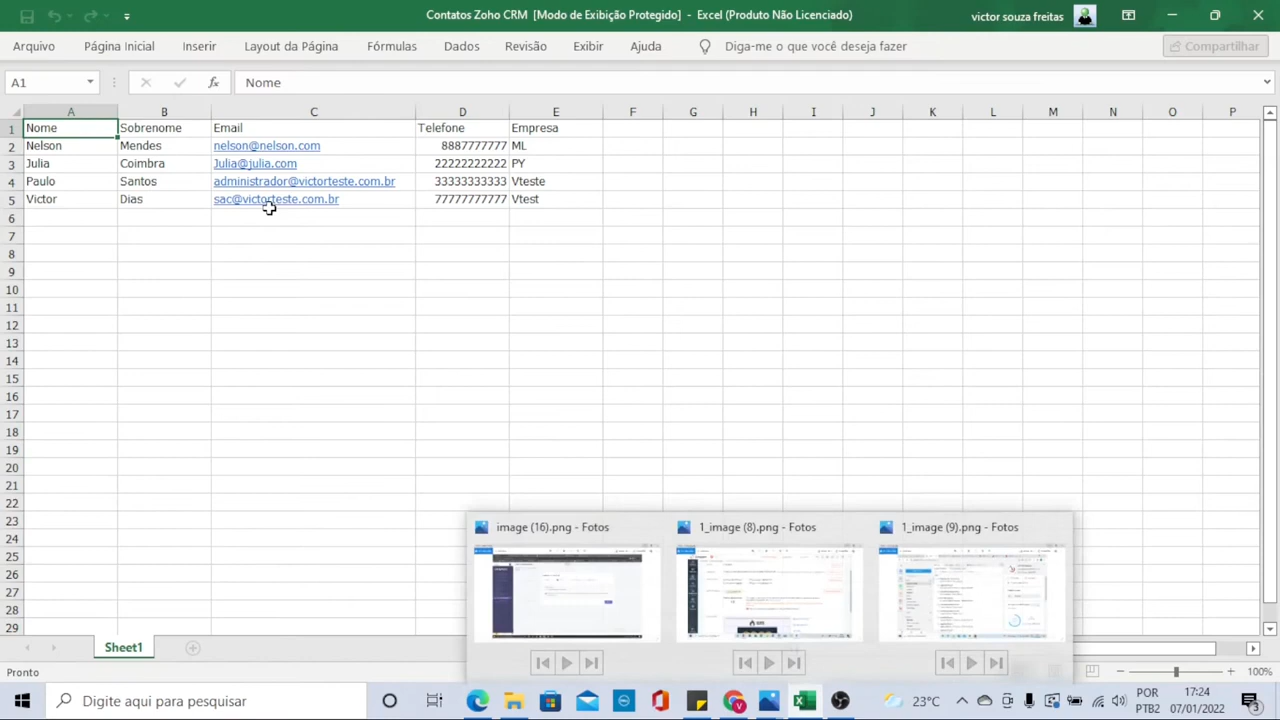 Contatos Zoho CRM [Modo de Exibição Protegido] - Excel (Produto Não Licenciado)
victor souza freitas
Arquivo Página Inicial Inserir Layout da Página Fórmulas Dados Revisão Exibir Ajuda Diga-me o que você deseja fazer Compartilhar
A1 fx Nome
A B C D E F G H I J K L M N O P
1 Nome Sobrenome Email Telefone Empresa
2 Nelson Mendes nelson@nelson.com 8887777777 ML
3 Julia Coimbra Julia@julia.com 22222222222 PY
4 Paulo Santos administrador@victorteste.com.br 33333333333 Vteste
5 Victor Dias sac@victorteste.com.br 77777777777 Vtest
6
7
8
9
10
11
12
13
14
15
16
17
18
19
20
21
22
23
24
25
26
27
28
29
image (16).png - Fotos 1_image (8).png - Fotos 1_image (9).png - Fotos
Sheet1
Pronto 100%
Digite aqui para pesquisar 23°C POR 17:24
PTB2 07/01/2022 3